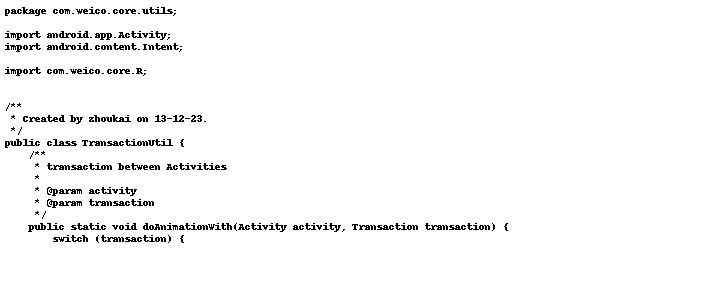 package com.weico.core.utils;

import android.app.Activity;
import android.content.Intent;

import com.weico.core.R;


/**
 * Created by zhoukai on 13-12-23.
 */
public class TransactionUtil {
    /**
     * transaction between Activities
     *
     * @param activity
     * @param transaction
     */
    public static void doAnimationWith(Activity activity, Transaction transaction) {
        switch (transaction) {